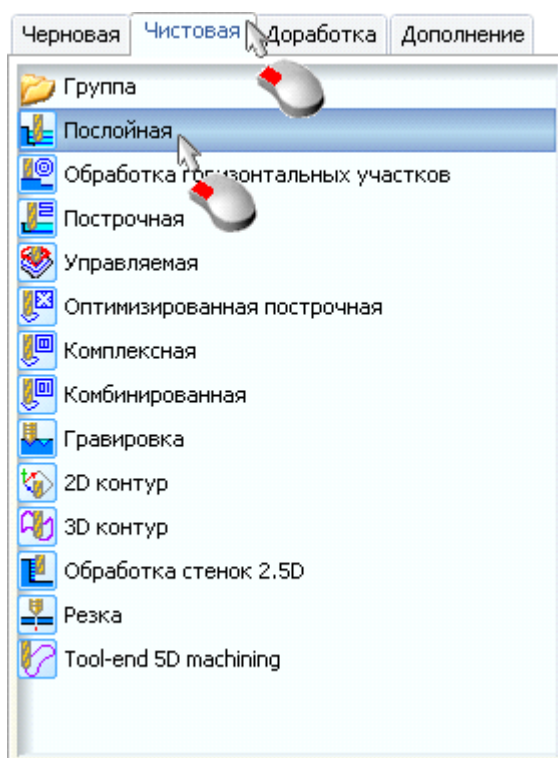 Черновая Чистовая Доработка Дополнение
Группа
Послойная
Обработка горизонтальных участков
Построчная
Управляемая
Оптимизированная построчная
Комплексная
Комбинированная
Гравировка
2D контур
3D контур
Обработка стенок 2.5D
Резка
Tool-end 5D machining